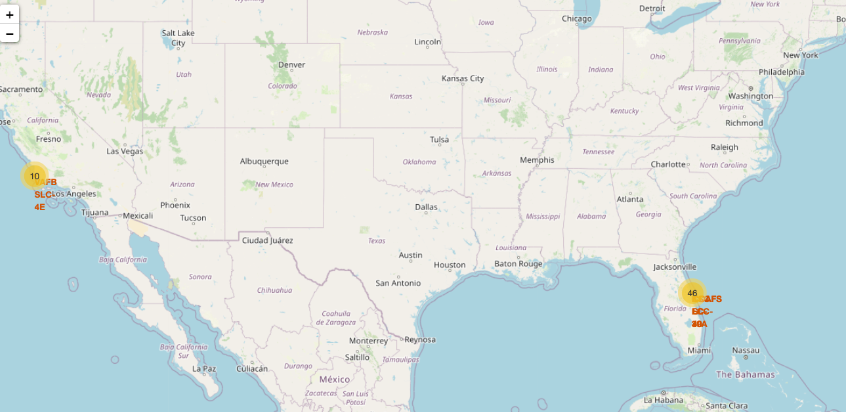 +
−
Salt Lake
City
Nebraska
Iowa
Chicago
Detroit
New York
Lincoln
Utah
Denver
Colorado
Nevada
Kansas City
Illinois
Indiana
Ohio
Pennsylvania
New York
Philadelphia
Sacramento
Kansas
Missouri
West Virginia
Washington
California
Fresno
Kentucky
Virginia
Richmond
Las Vegas
Tulsa
Tennessee
Raleigh
Albuquerque
Oklahoma
Memphis
Charlotte
North Carolina
10
Arizona
New Mexico
Arkansas
SLC-
4E
Los Angeles
Phoenix
Atlanta
South Carolina
Tijuana
Mexicali
Tucson
Dallas
Mississippi
Alabama
Georgia
Ciudad Juárez
Texas
Louisiana
Austin
Baja California
Sonora
Houston
Baton Rouge
Jacksonville
San Antonio
Chihuahua
46
Florida
Coahuila
de Zaragoza
Monterrey
Reynosa
Miami
Nassau
Baja California
Sur
Saltillo
Tamaulipas
La Paz
Culiacán
Durango
The Bahamas
México
Zacatecas
San Luis
La Habana
Santa Clara